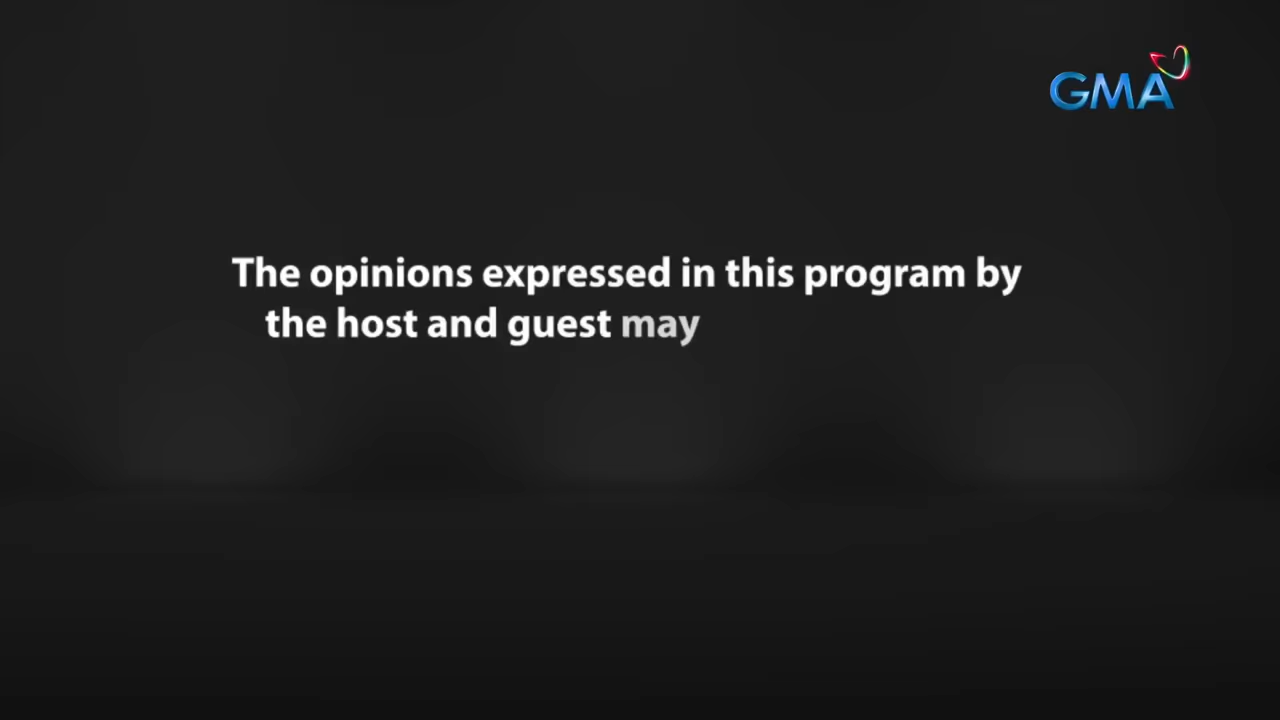 GMA
The opinions expressed in this program by
the host and guest may